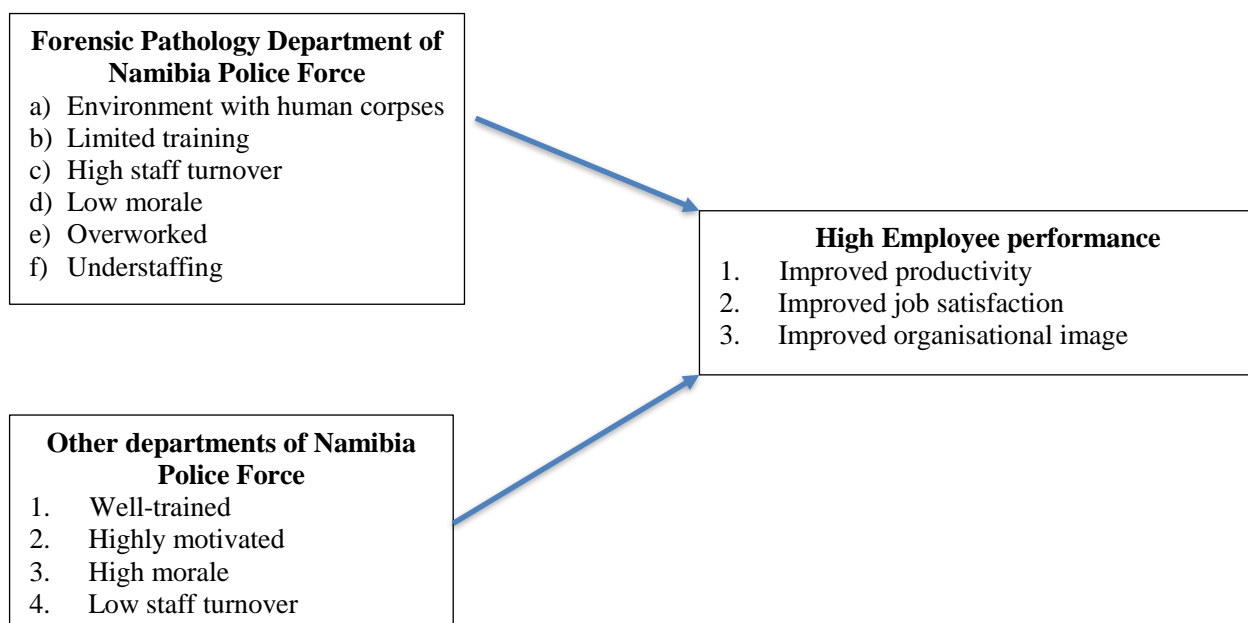 Forensic Pathology Department of
Namibia Police Force
a) Environment with human corpses
b) Limited training
c) High staff turnover
d) Low morale
e) Overworked
f) Understaffing
High Employee performance
1. Improved productivity
2. Improved job satisfaction
3. Improved organisational image
Other departments of Namibia
Police Force
1. Well-trained
2. Highly motivated
3. High morale
4. Low staff turnover